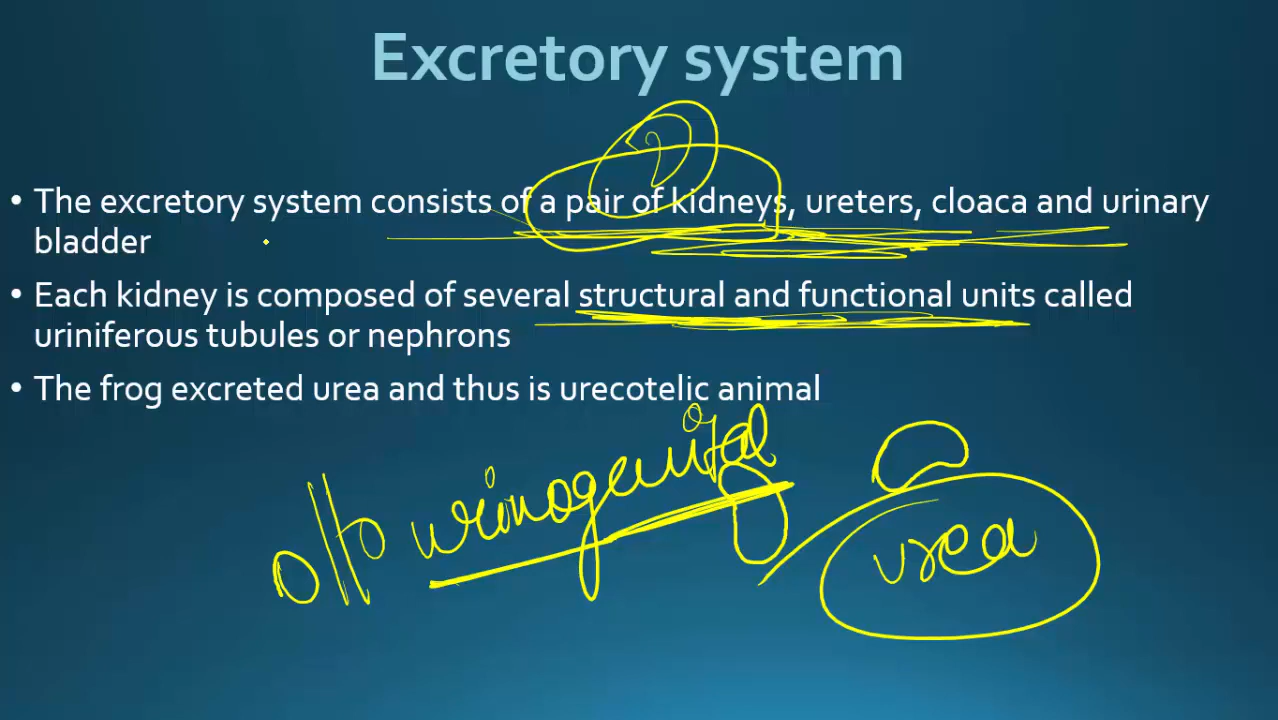 Excretory system
• The excretory system consists of a pair of kidneys, ureters, cloaca and urinary
bladder
• Each kidney is composed of several structural and functional units called
uriniferous tubules or nephrons
• The frog excreted urea and thus is urecotelic animal
urinogenital
urea